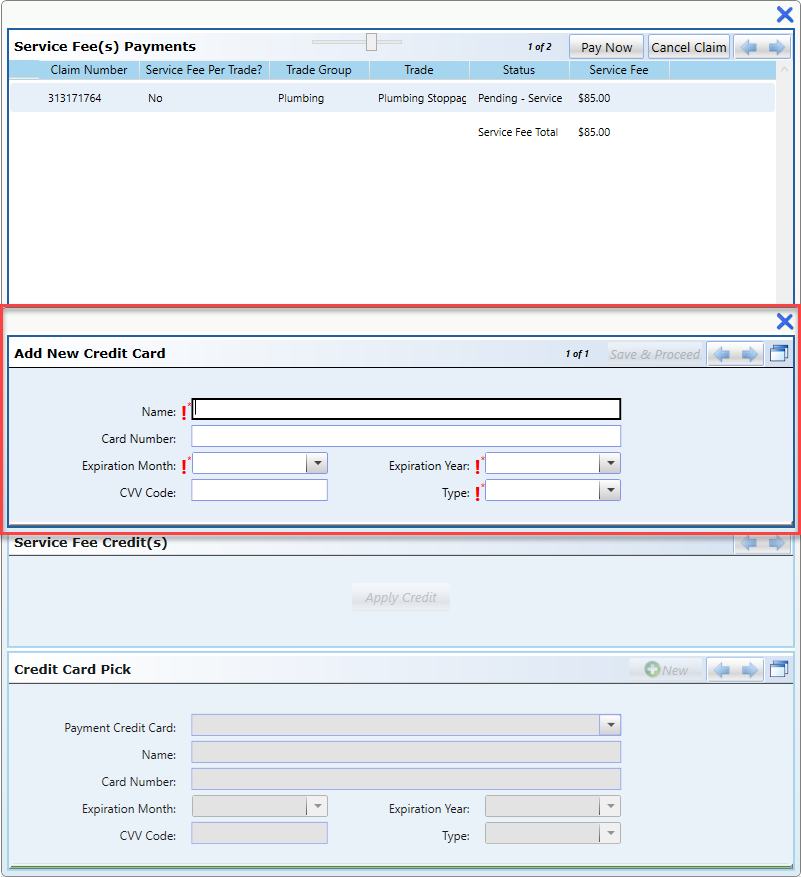 Service Fee(s) Payments 1 of 2 Pay Now Cancel Claim
Claim Number Service Fee Per Trade? Trade Group Trade Status Service Fee
313171764 No Plumbing Plumbing Stoppag Pending - Service $85.00
Service Fee Total $85.00
Add New Credit Card 1 of 1 Save & Proceed
Name: !*
Card Number:
Expiration Month: !* Expiration Year: !*
CVV Code: Type: !*
Service Fee Credit(s)
Apply Credit
Credit Card Pick New
Payment Credit Card:
Name:
Card Number:
Expiration Month: Expiration Year:
CVV Code: Type: